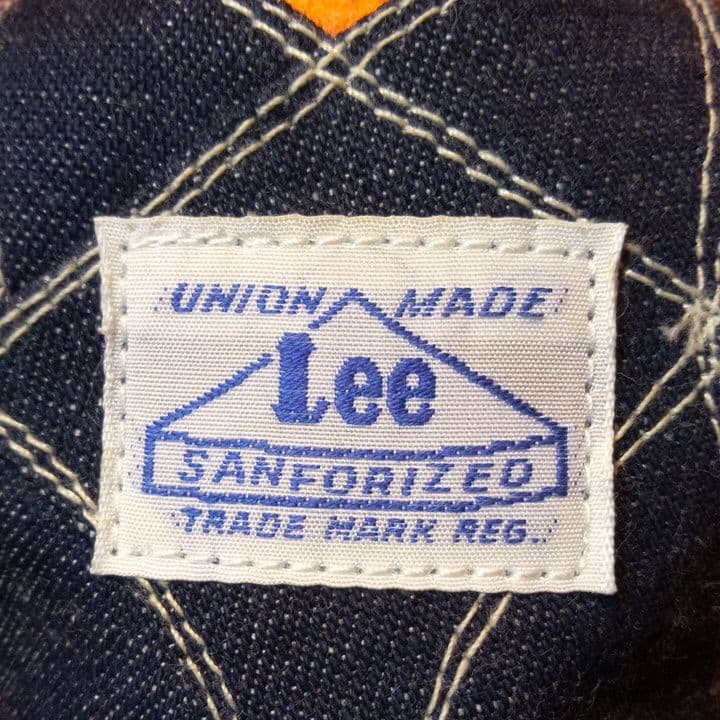 UNION MADE
Lee
SANFORIZED
TRADE MARK REG.